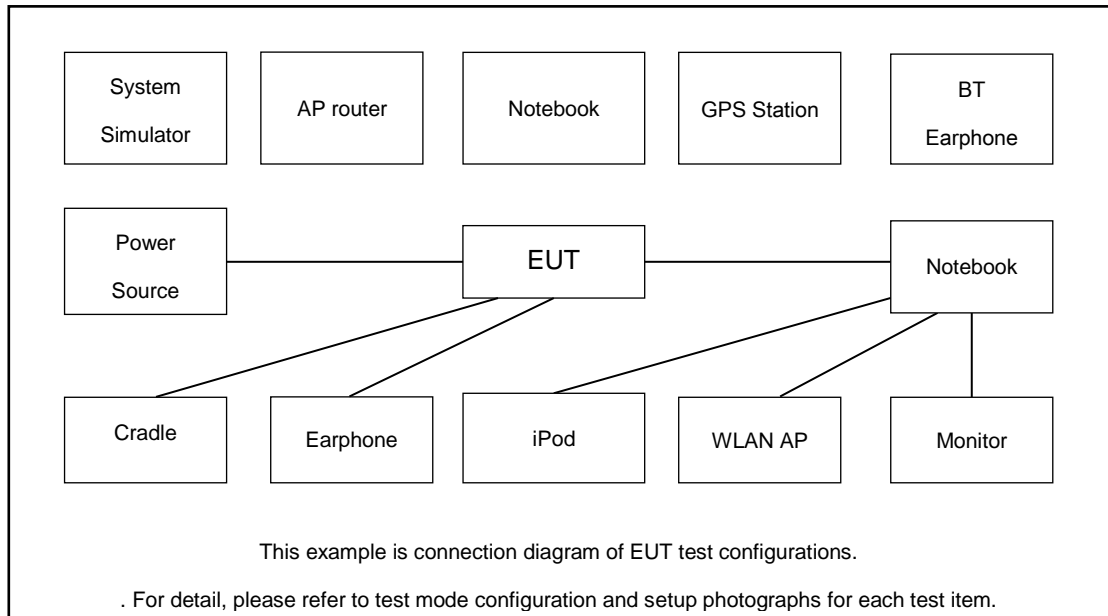 System
Simulator
AP router
Notebook
GPS Station
BT
Earphone
Power
Source
EUT
Notebook
Cradle
Earphone
iPod
WLAN AP
Monitor
This example is connection diagram of EUT test configurations.
. For detail, please refer to test mode configuration and setup photographs for each test item.